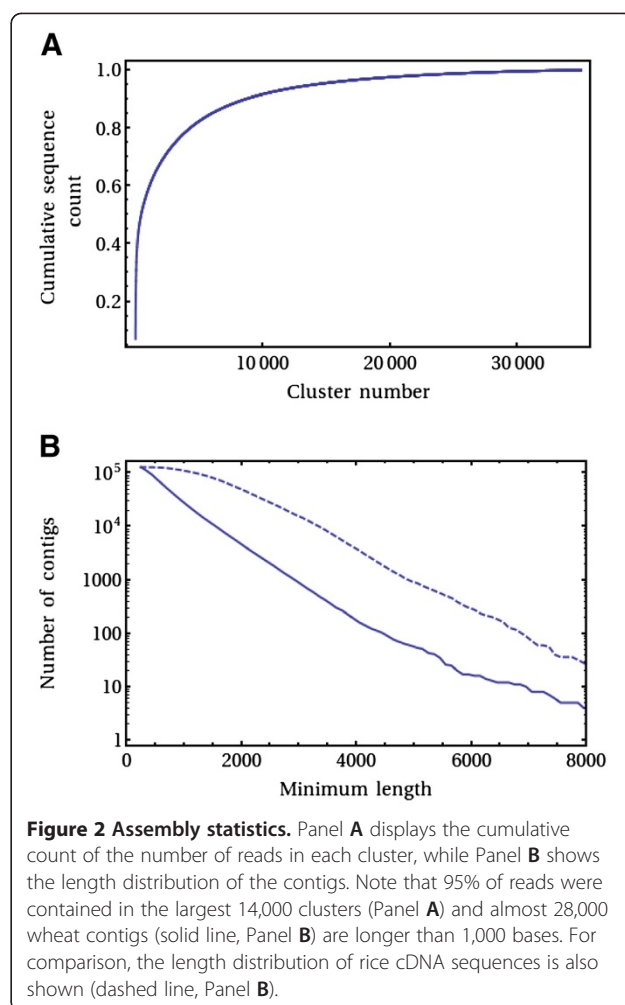 A
Cumulative sequence
count
1.0
0.8
0.6
0.4
0.2
10 000 20 000 30 000
Cluster number
B
Number of contigs
10⁵
10⁴
1000
100
10
1
0 2000 4000 6000 8000
Minimum length
Figure 2 Assembly statistics. Panel A displays the cumulative
count of the number of reads in each cluster, while Panel B shows
the length distribution of the contigs. Note that 95% of reads were
contained in the largest 14,000 clusters (Panel A) and almost 28,000
wheat contigs (solid line, Panel B) are longer than 1,000 bases. For
comparison, the length distribution of rice cDNA sequences is also
shown (dashed line, Panel B).